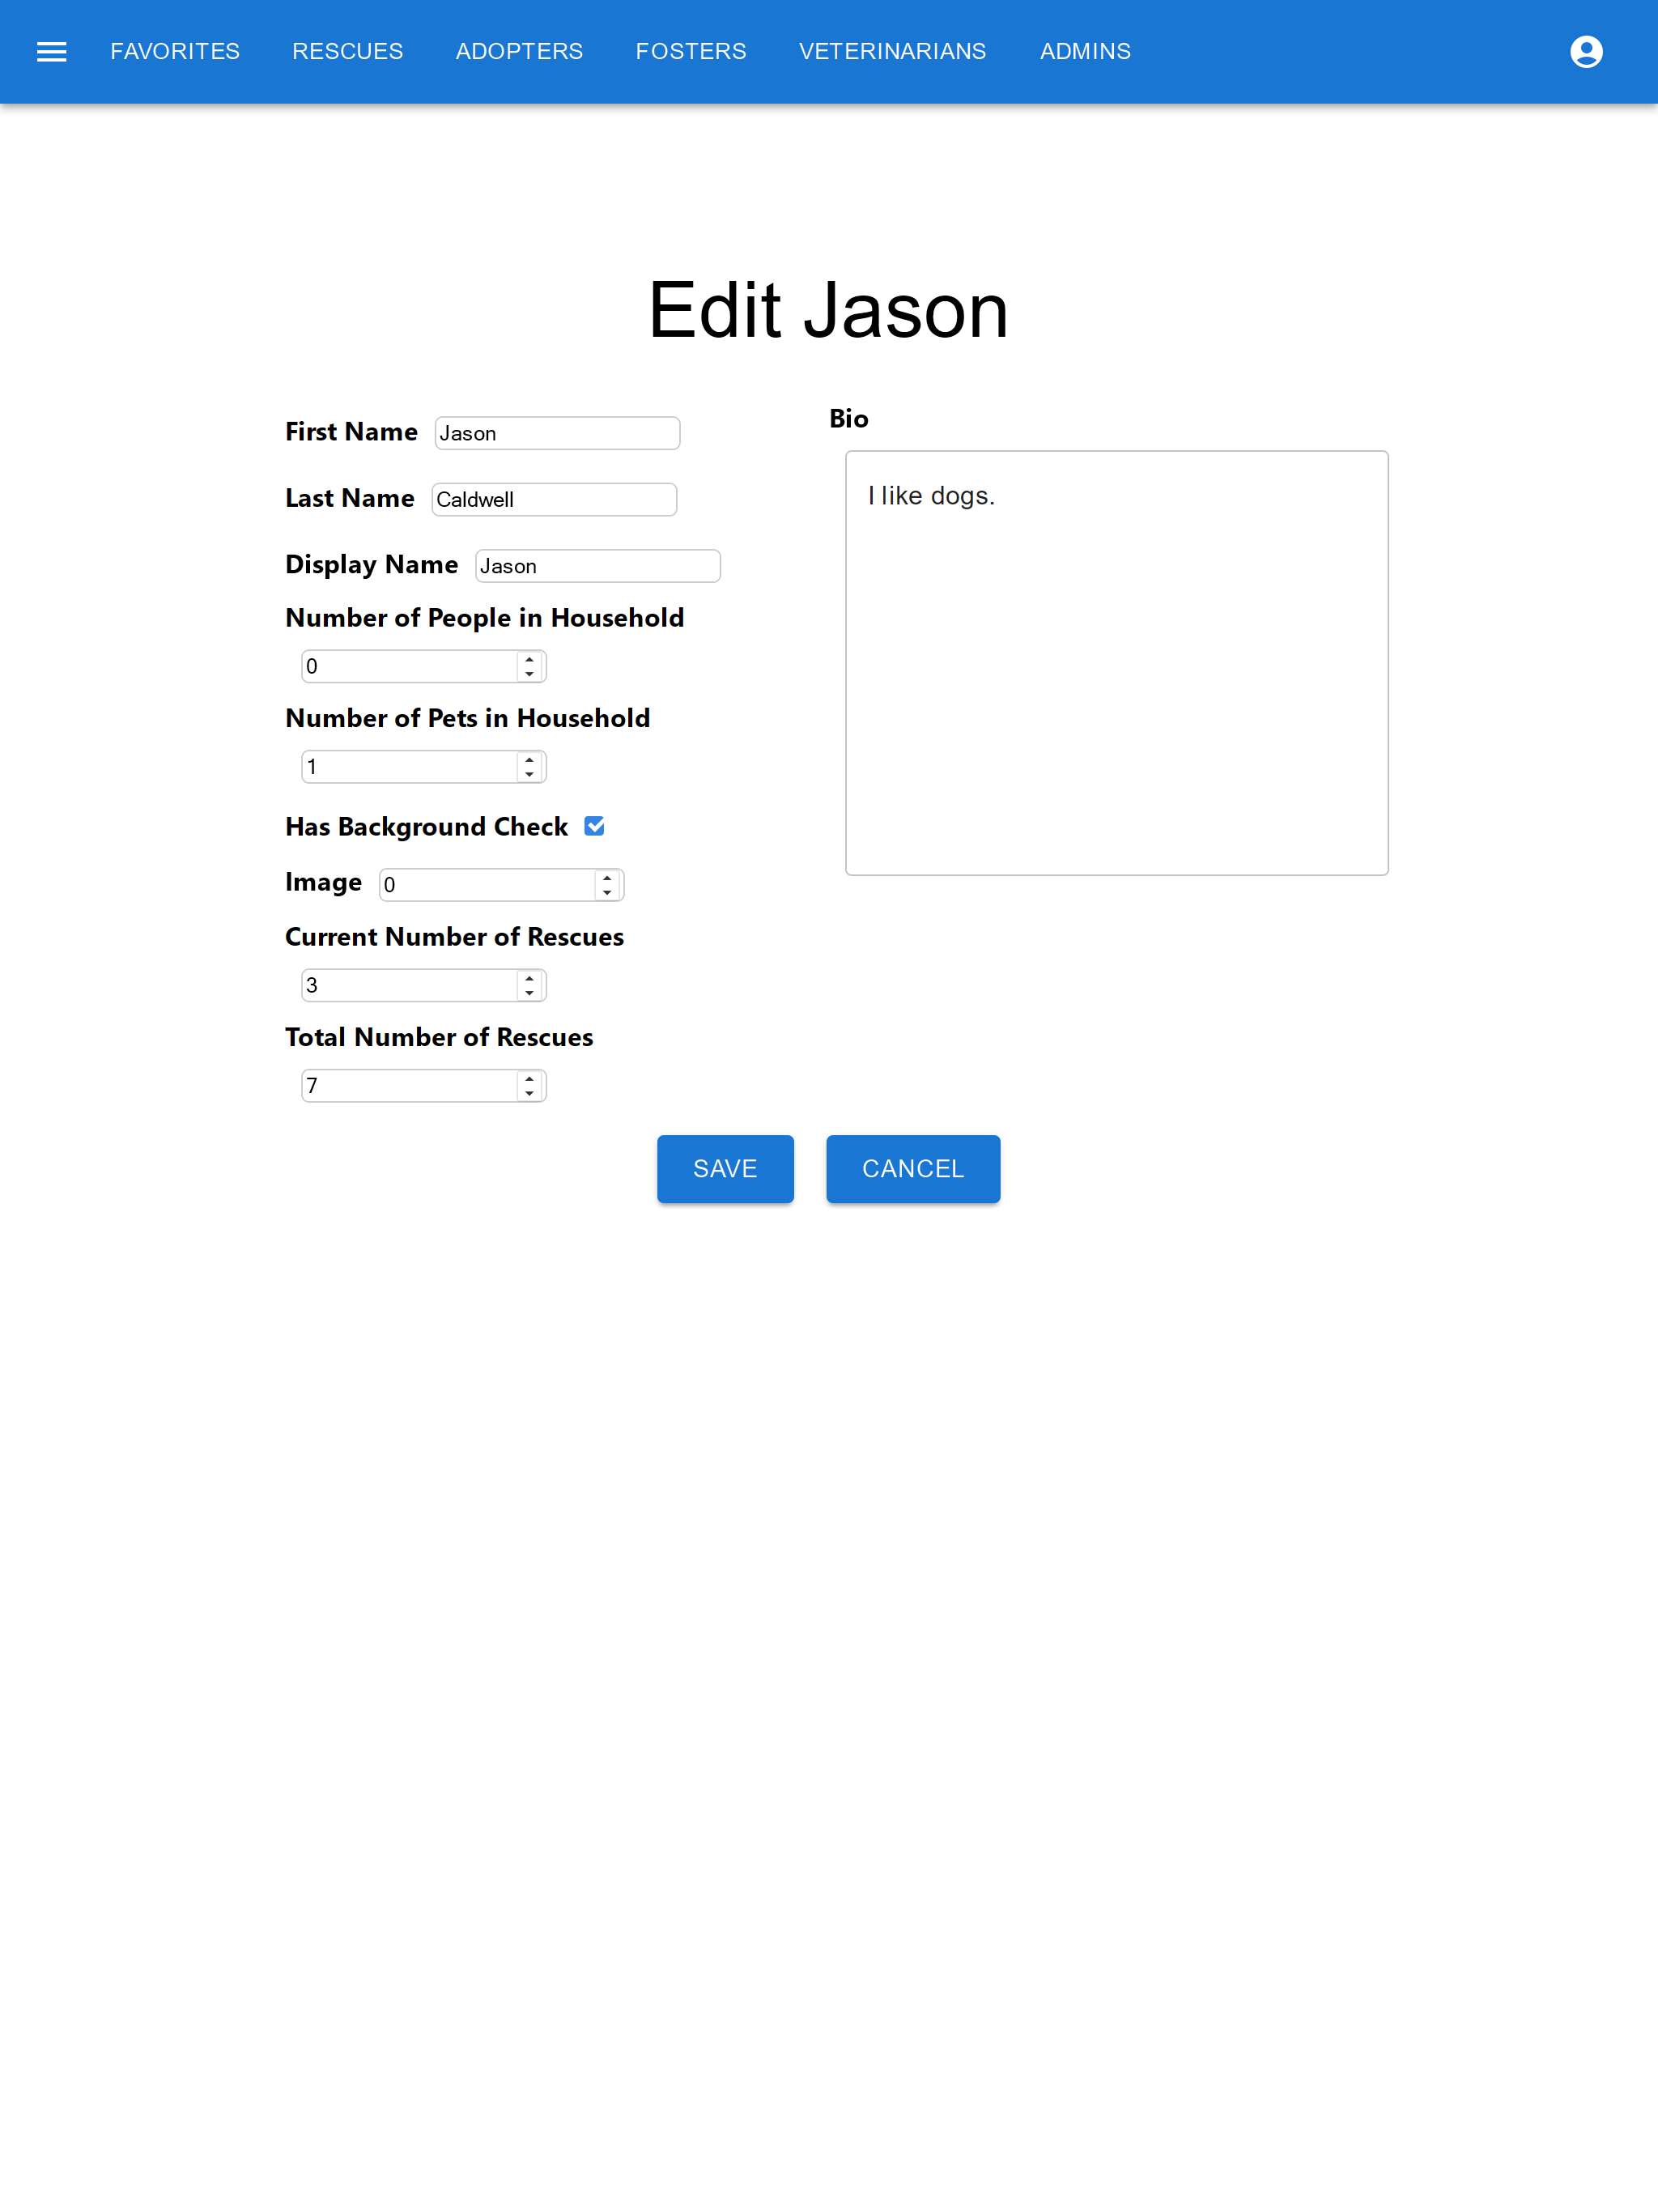 FAVORITES RESCUES ADOPTERS FOSTERS VETERINARIANS ADMINS
Edit Jason
First Name Jason
Last Name Caldwell
Display Name Jason
Number of People in Household
0
Number of Pets in Household
1
Has Background Check
Image 0
Current Number of Rescues
3
Total Number of Rescues
7
Bio
I like dogs.
SAVE CANCEL